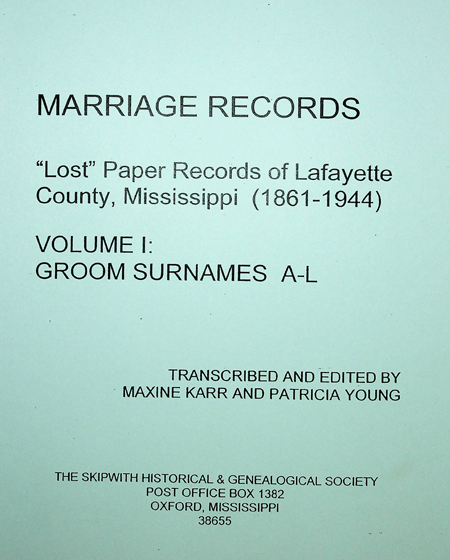 MARRIAGE RECORDS
“Lost” Paper Records of Lafayette
County, Mississippi (1861-1944)
VOLUME I:
GROOM SURNAMES A-L
TRANSCRIBED AND EDITED BY
MAXINE KARR AND PATRICIA YOUNG
THE SKIPWITH HISTORICAL & GENEALOGICAL SOCIETY
POST OFFICE BOX 1382
OXFORD, MISSISSIPPI
38655